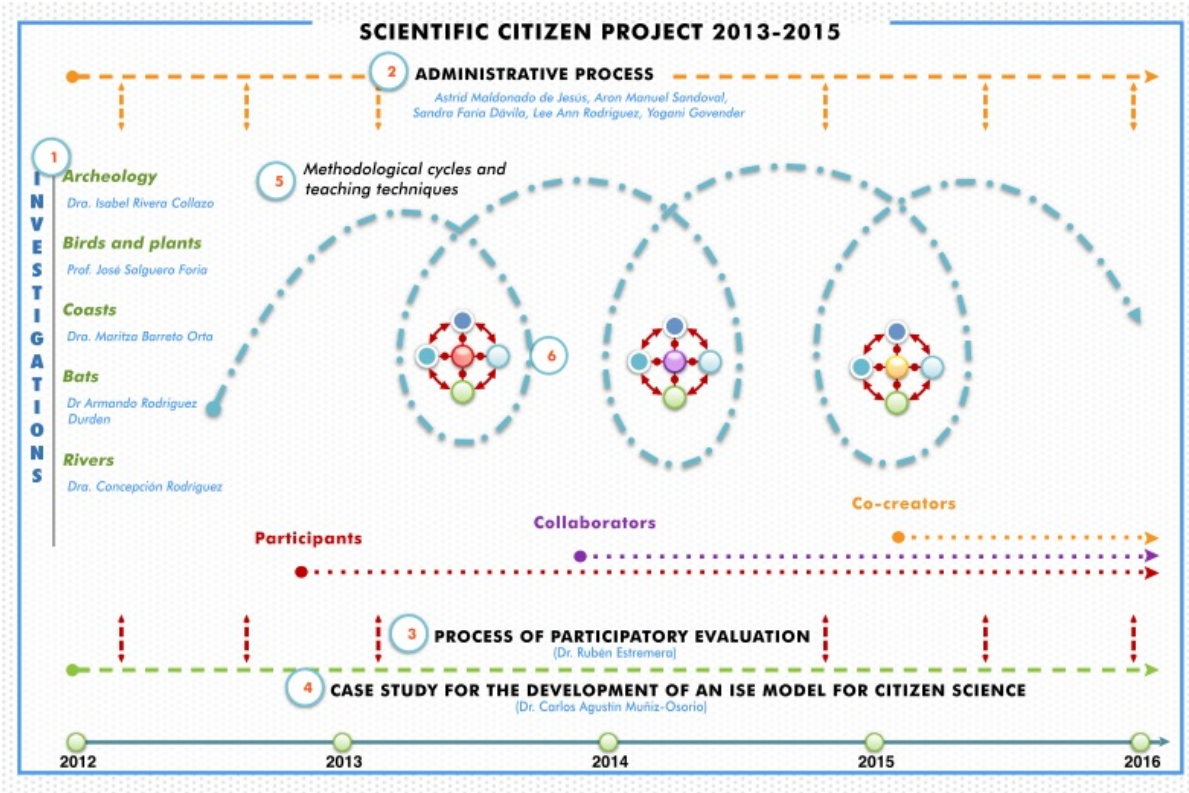 SCIENTIFIC CITIZEN PROJECT 2013-2015
2
ADMINISTRATIVE PROCESS
Astrid Maldonado de Jesús, Aron Manuel Sandoval,
Sandra Faria Dávila, Lee Ann Rodriguez, Yogani Govender
1
INVESTIGATIONS
Archeology
Dra. Isabel Rivera Collazo
Birds and plants
Prof. José Salguero Foria
Coasts
Dra. Maritza Barreto Orta
Bats
Dr Armando Rodriguez
Durden
Rivers
Dra. Concepción Rodríguez
5
Methodological cycles and
teaching techniques
6
Co-creators
Collaborators
Participants
3
PROCESS OF PARTICIPATORY EVALUATION
(Dr. Rubén Estremera)
4
CASE STUDY FOR THE DEVELOPMENT OF AN ISE MODEL FOR CITIZEN SCIENCE
(Dr. Carlos Agustin Muñiz-Osorio)
2012
2013
2014
2015
2016